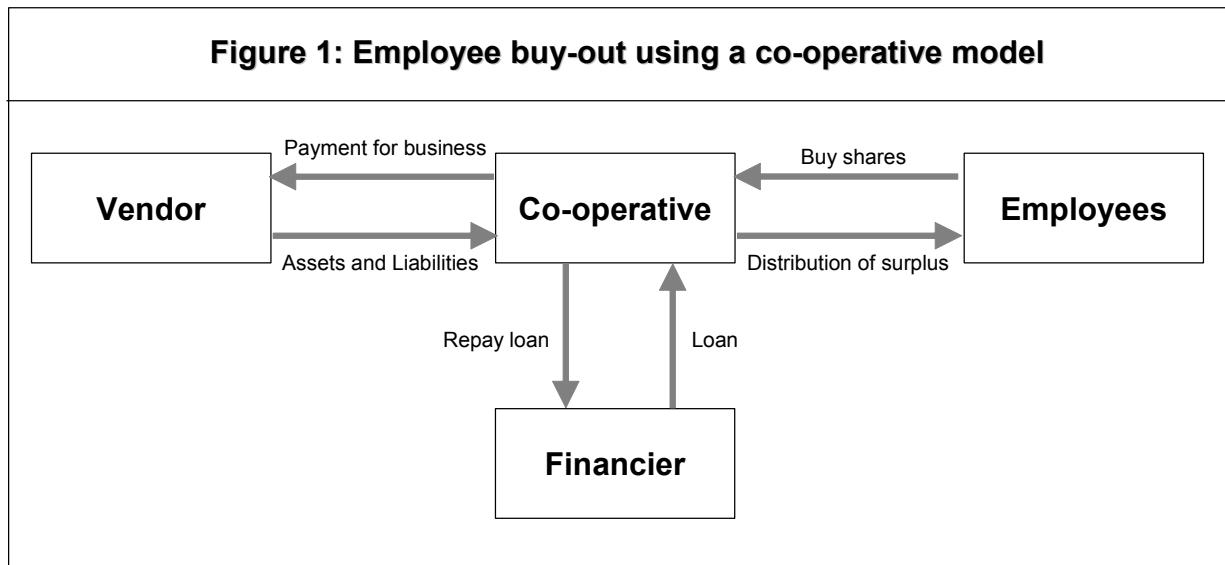 Figure 1: Employee buy-out using a co-operative model
Payment for business
Buy shares
Vendor
Co-operative
Employees
Assets and Liabilities
Distribution of surplus
Repay loan
Loan
Financier